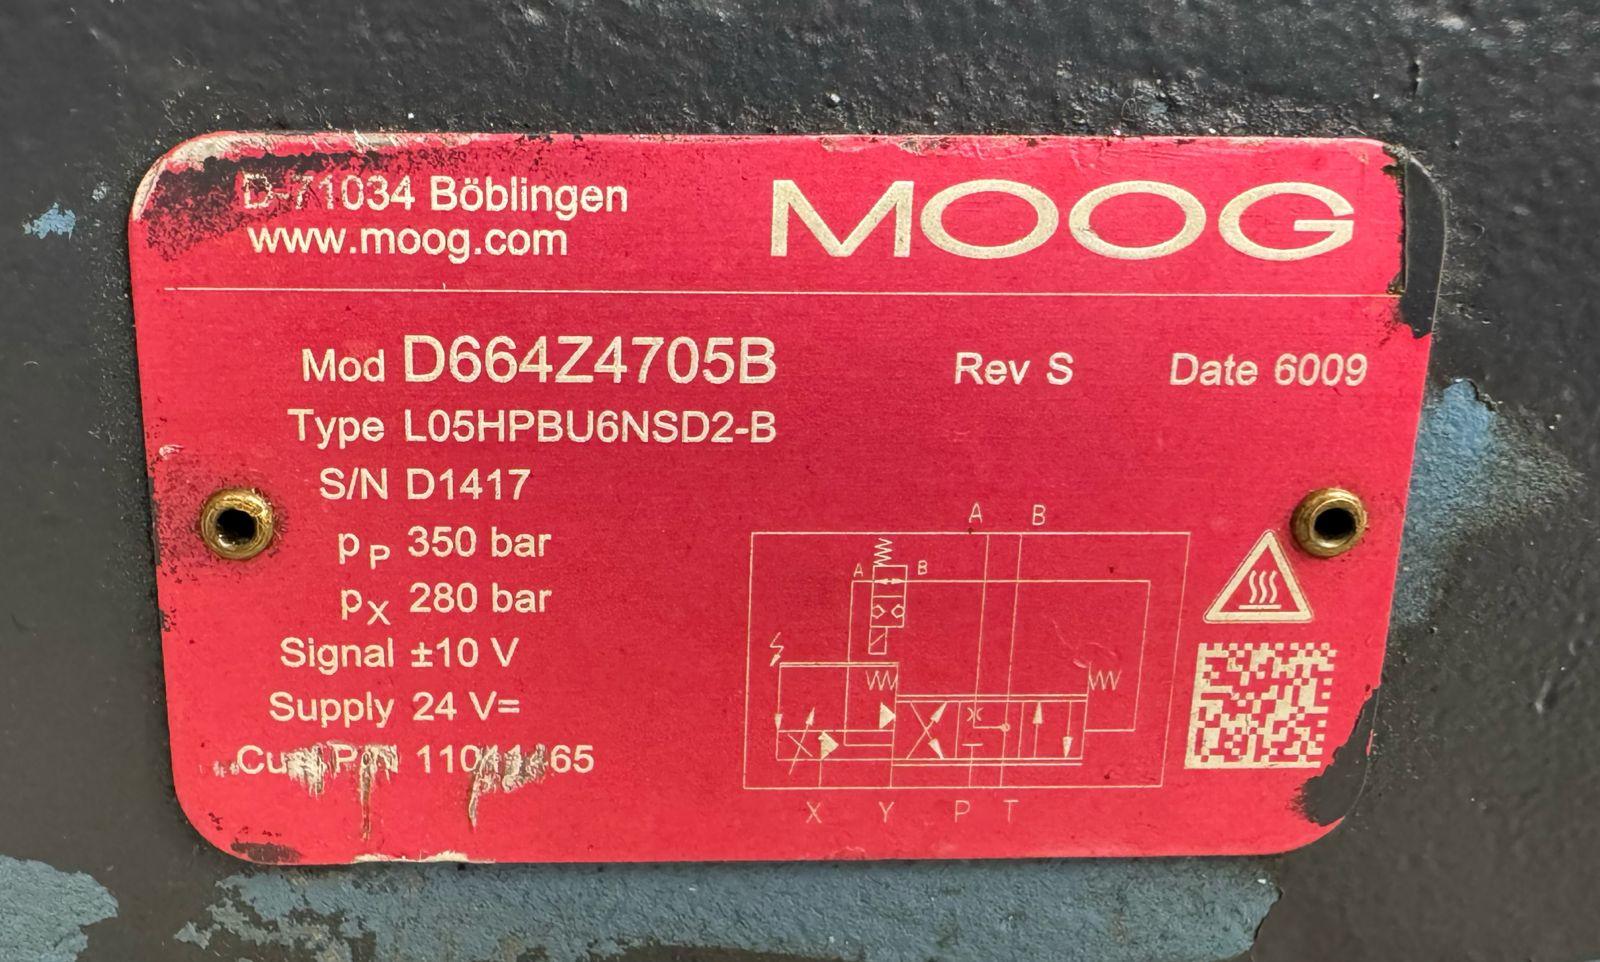 D-71034 Böblingen
www.moog.com
MOOG
Mod D664Z4705B Rev S Date 6009
Type L05HPBU6NSD2-B
S/N D1417
pP 350 bar
pX 280 bar
Signal ±10 V
Supply 24 V=
A B
A B
X Y P T